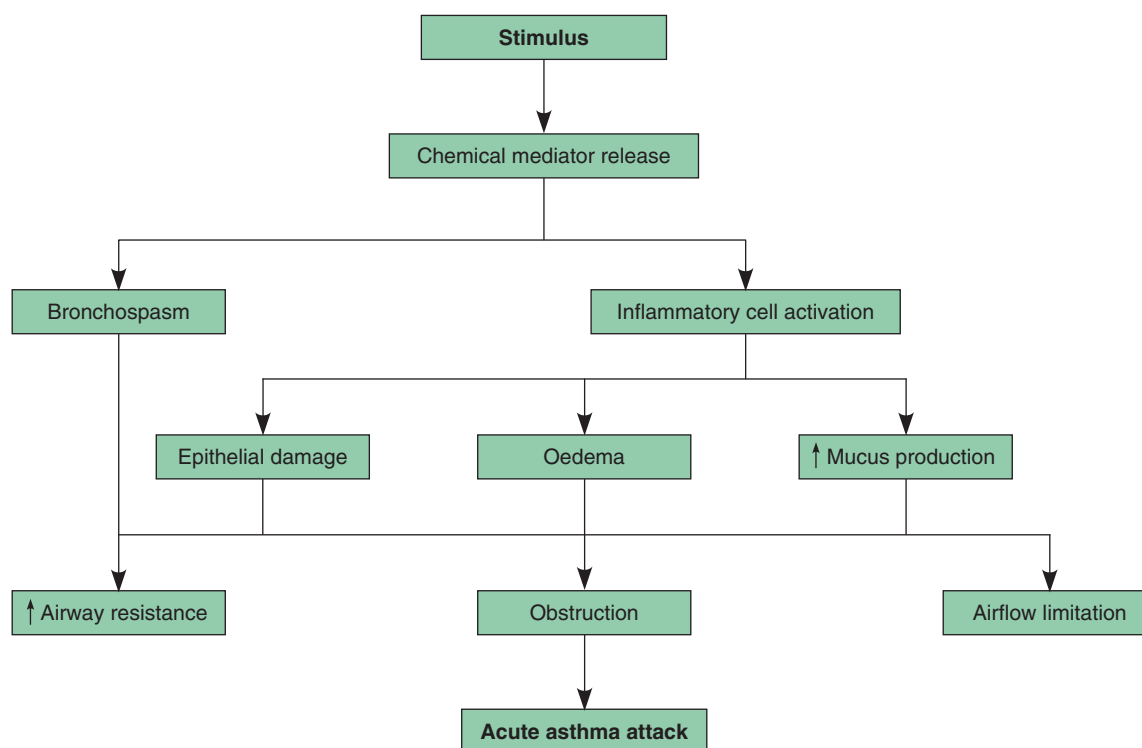 Stimulus
Chemical mediator release
Bronchospasm
Inflammatory cell activation
Epithelial damage
Oedema
↑ Mucus production
↑ Airway resistance
Obstruction
Airflow limitation
Acute asthma attack